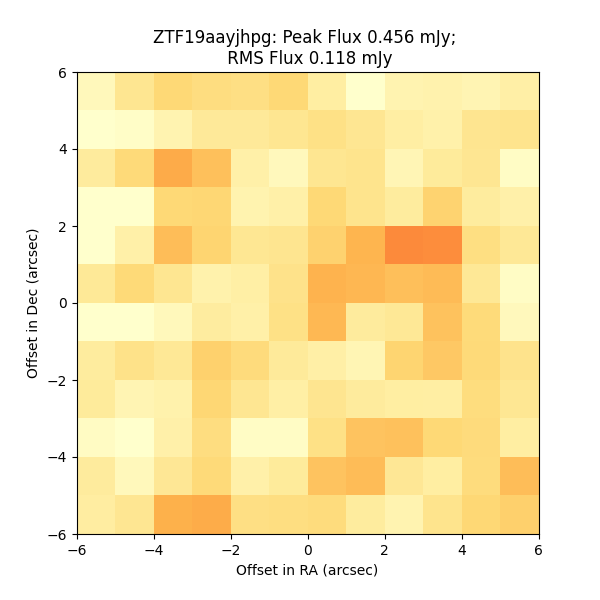 ZTF19aayjhpg: Peak Flux 0.456 mJy;
RMS Flux 0.118 mJy
6
4
2
0
−2
−4
−6
Offset in Dec (arcsec)
−6 −4 −2 0 2 4 6
Offset in RA (arcsec)